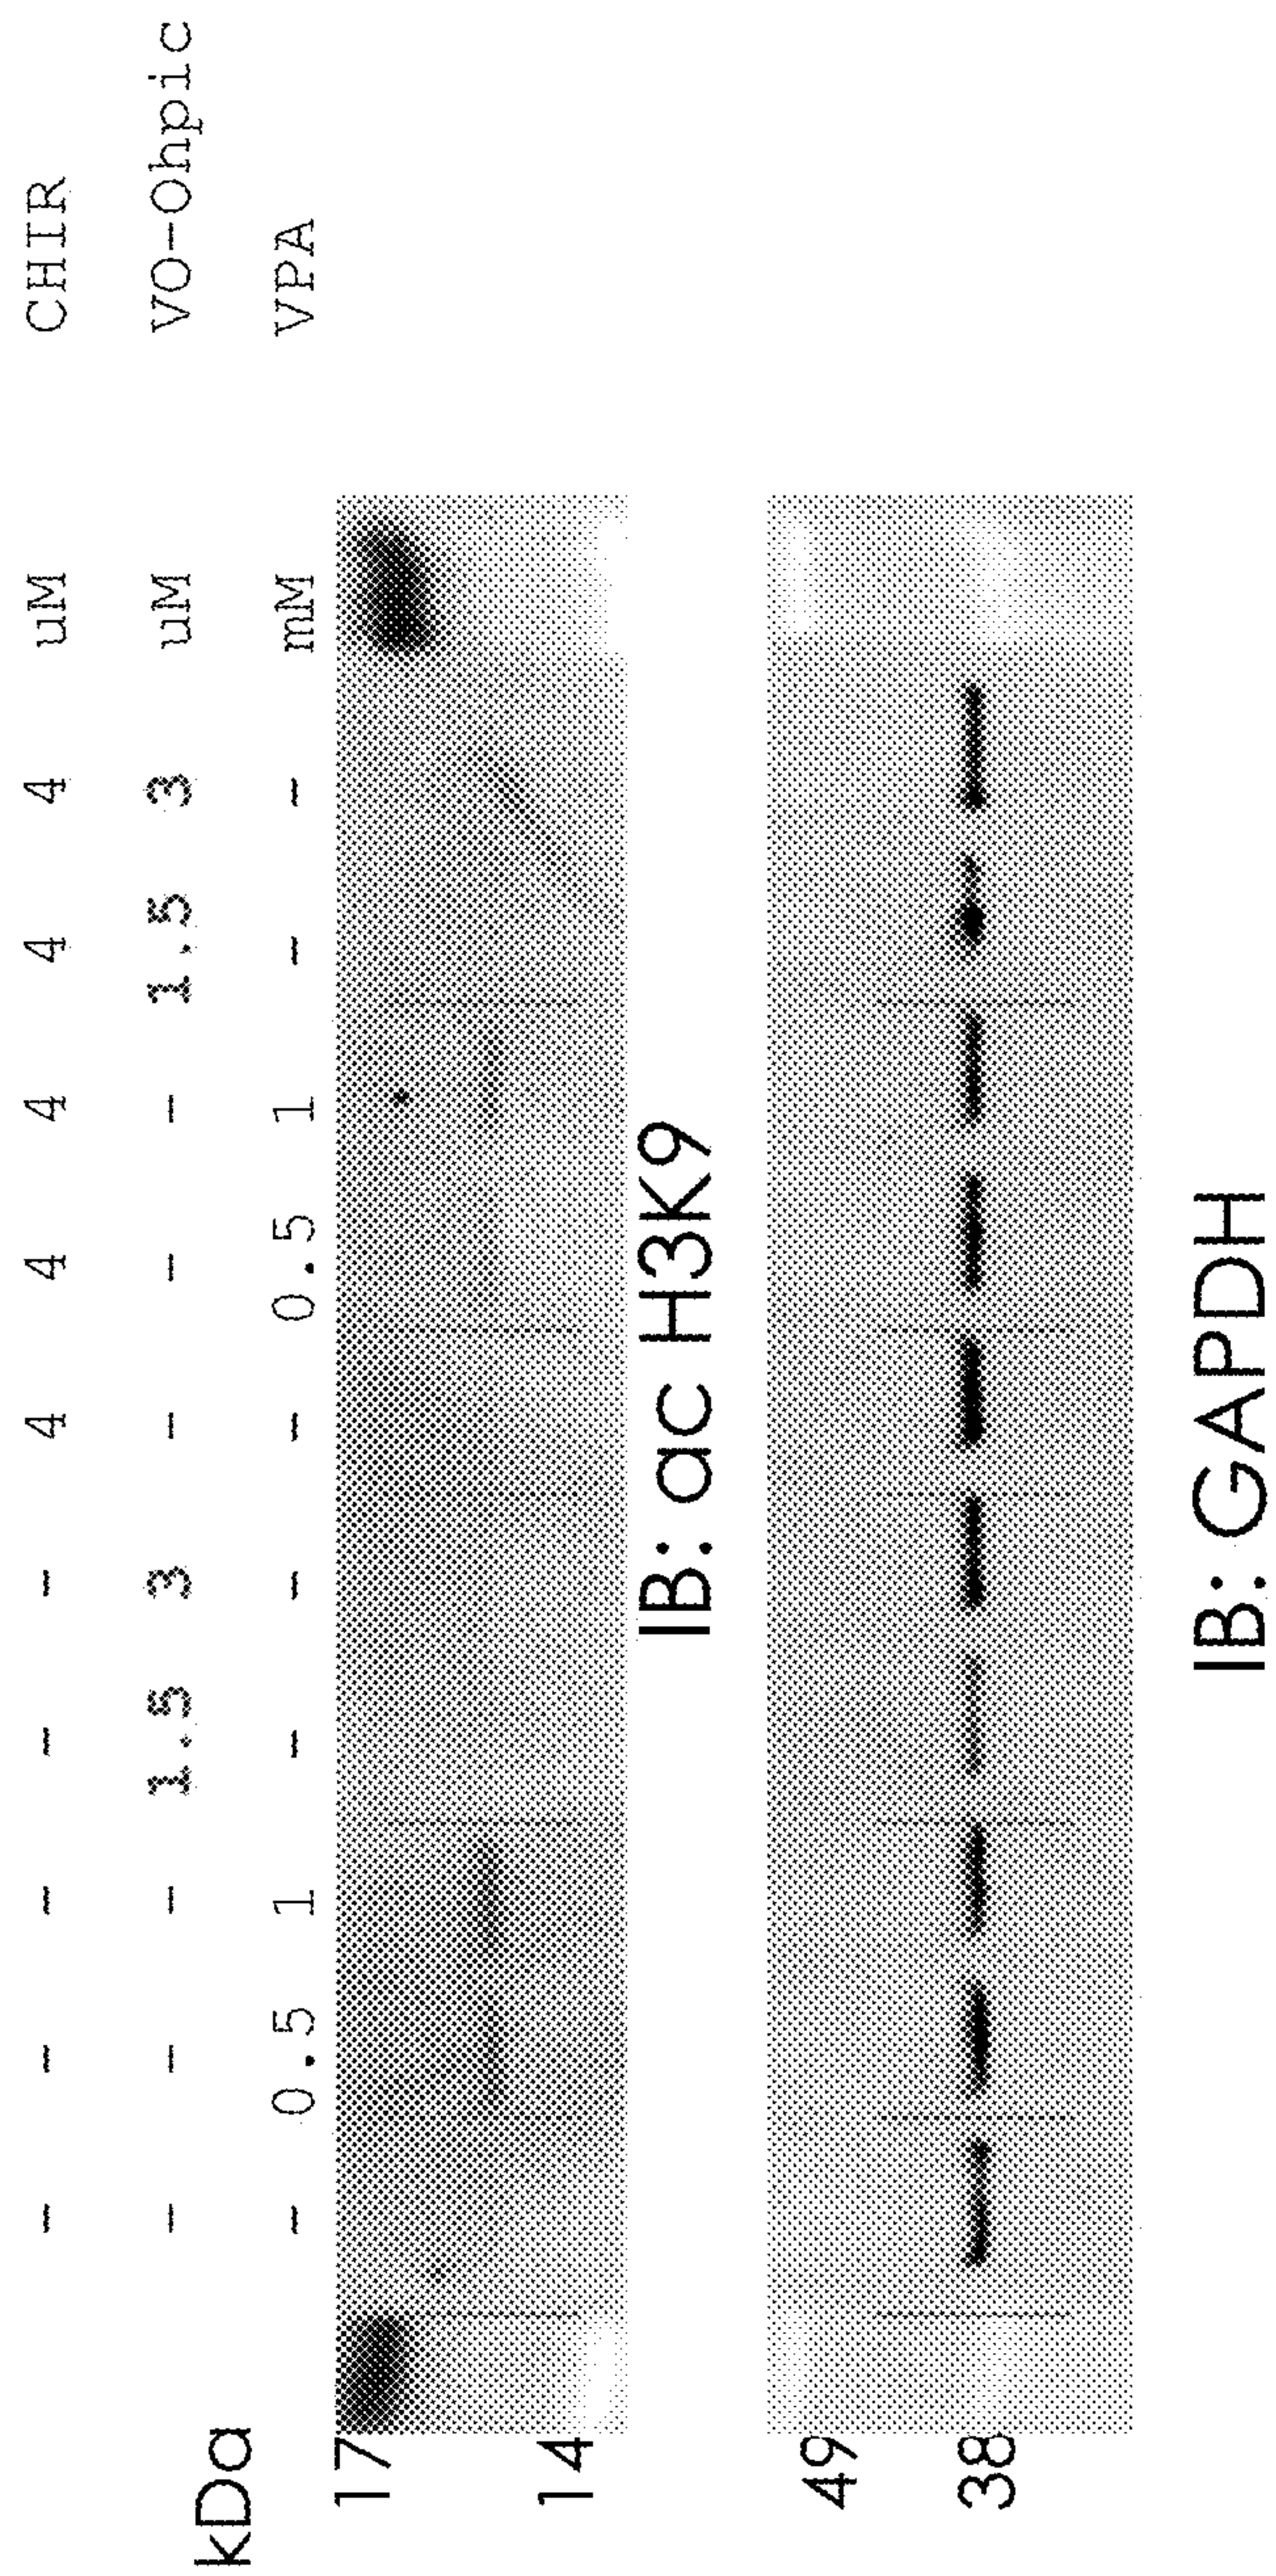 - - - - - 4 4 4 4 4 uM CHIR
- - - 1.5 3 - - - 1.5 3 uM VO-Ohpic
kDa
- 0.5 1 - - - 0.5 1 - - mM VPA
17
14
IB: ac H3K9
49
38
IB: GAPDH